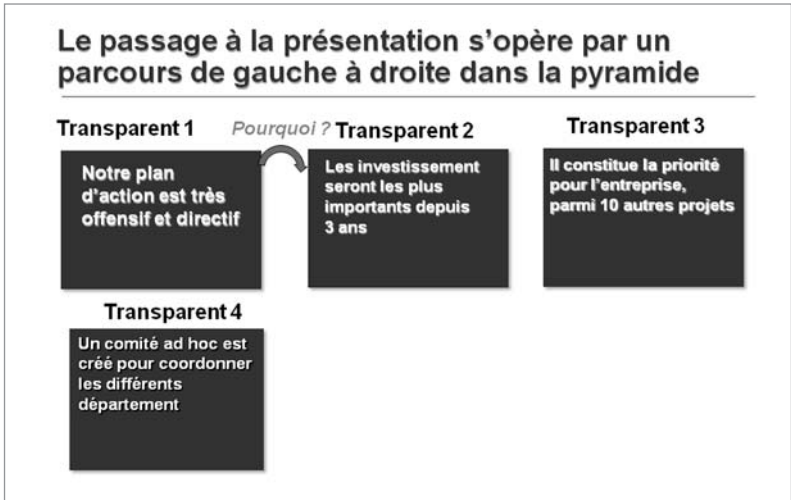 Le passage à la présentation s’opère par un
parcours de gauche à droite dans la pyramide
Transparent 1
Pourquoi ?
Transparent 2
Transparent 3
Notre plan
d’action est très
offensif et directif
Les investissement
seront les plus
importants depuis
3 ans
Il constitue la priorité
pour l’entreprise,
parmi 10 autres projets
Transparent 4
Un comité ad hoc est
créé pour coordonner
les différents
département